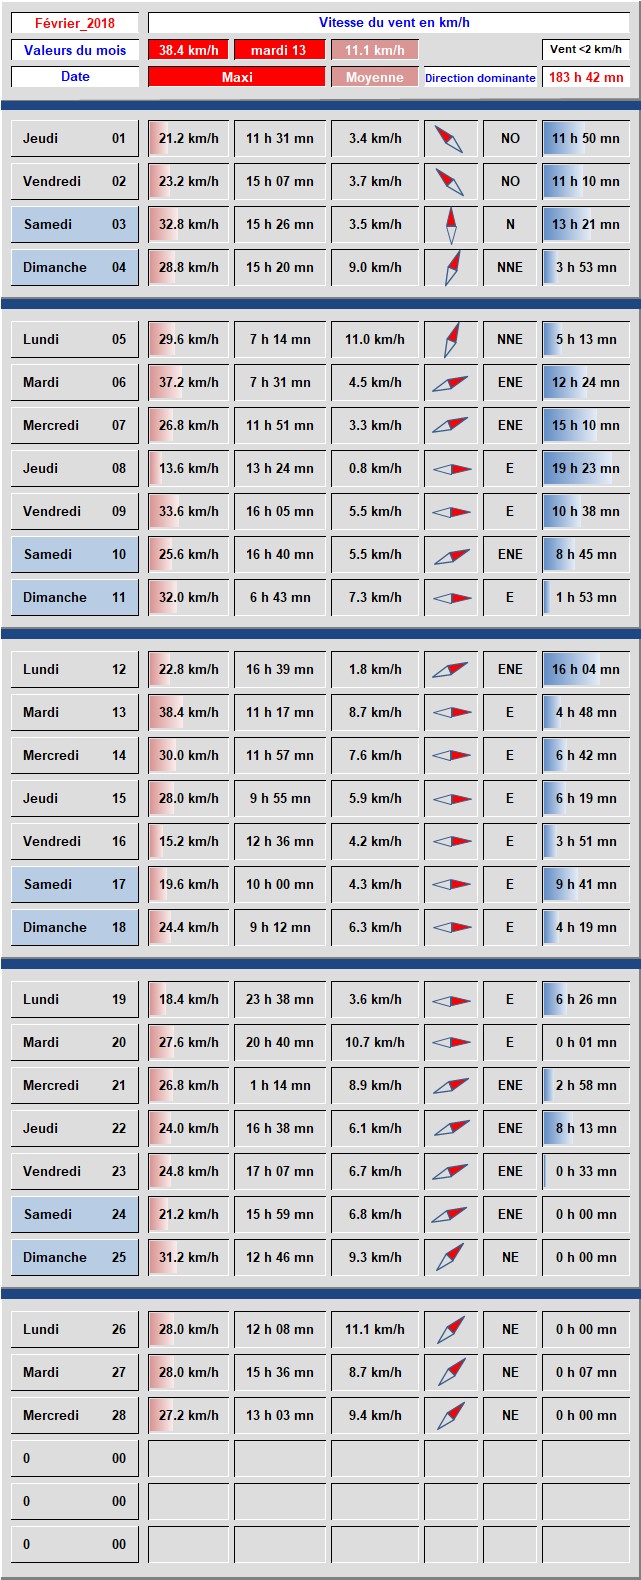 Février_2018 Vitesse du vent en km/h
Valeurs du mois 38.4 km/h mardi 13 11.1 km/h Vent <2 km/h
Date Maxi Moyenne Direction dominante 183 h 42 mn
Jeudi 01 21.2 km/h 11 h 31 mn 3.4 km/h NO 11 h 50 mn
Vendredi 02 23.2 km/h 15 h 07 mn 3.7 km/h NO 11 h 10 mn
Samedi 03 32.8 km/h 15 h 26 mn 3.5 km/h N 13 h 21 mn
Dimanche 04 28.8 km/h 15 h 20 mn 9.0 km/h NNE 3 h 53 mn
Lundi 05 29.6 km/h 7 h 14 mn 11.0 km/h NNE 5 h 13 mn
Mardi 06 37.2 km/h 7 h 31 mn 4.5 km/h ENE 12 h 24 mn
Mercredi 07 26.8 km/h 11 h 51 mn 3.3 km/h ENE 15 h 10 mn
Jeudi 08 13.6 km/h 13 h 24 mn 0.8 km/h E 19 h 23 mn
Vendredi 09 33.6 km/h 16 h 05 mn 5.5 km/h E 10 h 38 mn
Samedi 10 25.6 km/h 16 h 40 mn 5.5 km/h ENE 8 h 45 mn
Dimanche 11 32.0 km/h 6 h 43 mn 7.3 km/h E 1 h 53 mn
Lundi 12 22.8 km/h 16 h 39 mn 1.8 km/h ENE 16 h 04 mn
Mardi 13 38.4 km/h 11 h 17 mn 8.7 km/h E 4 h 48 mn
Mercredi 14 30.0 km/h 11 h 57 mn 7.6 km/h E 6 h 42 mn
Jeudi 15 28.0 km/h 9 h 55 mn 5.9 km/h E 6 h 19 mn
Vendredi 16 15.2 km/h 12 h 36 mn 4.2 km/h E 3 h 51 mn
Samedi 17 19.6 km/h 10 h 00 mn 4.3 km/h E 9 h 41 mn
Dimanche 18 24.4 km/h 9 h 12 mn 6.3 km/h E 4 h 19 mn
Lundi 19 18.4 km/h 23 h 38 mn 3.6 km/h E 6 h 26 mn
Mardi 20 27.6 km/h 20 h 40 mn 10.7 km/h E 0 h 01 mn
Mercredi 21 26.8 km/h 1 h 14 mn 8.9 km/h ENE 2 h 58 mn
Jeudi 22 24.0 km/h 16 h 38 mn 6.1 km/h ENE 8 h 13 mn
Vendredi 23 24.8 km/h 17 h 07 mn 6.7 km/h ENE 0 h 33 mn
Samedi 24 21.2 km/h 15 h 59 mn 6.8 km/h ENE 0 h 00 mn
Dimanche 25 31.2 km/h 12 h 46 mn 9.3 km/h NE 0 h 00 mn
Lundi 26 28.0 km/h 12 h 08 mn 11.1 km/h NE 0 h 00 mn
Mardi 27 28.0 km/h 15 h 36 mn 8.7 km/h NE 0 h 07 mn
Mercredi 28 27.2 km/h 13 h 03 mn 9.4 km/h NE 0 h 00 mn
0 00
0 00
0 00